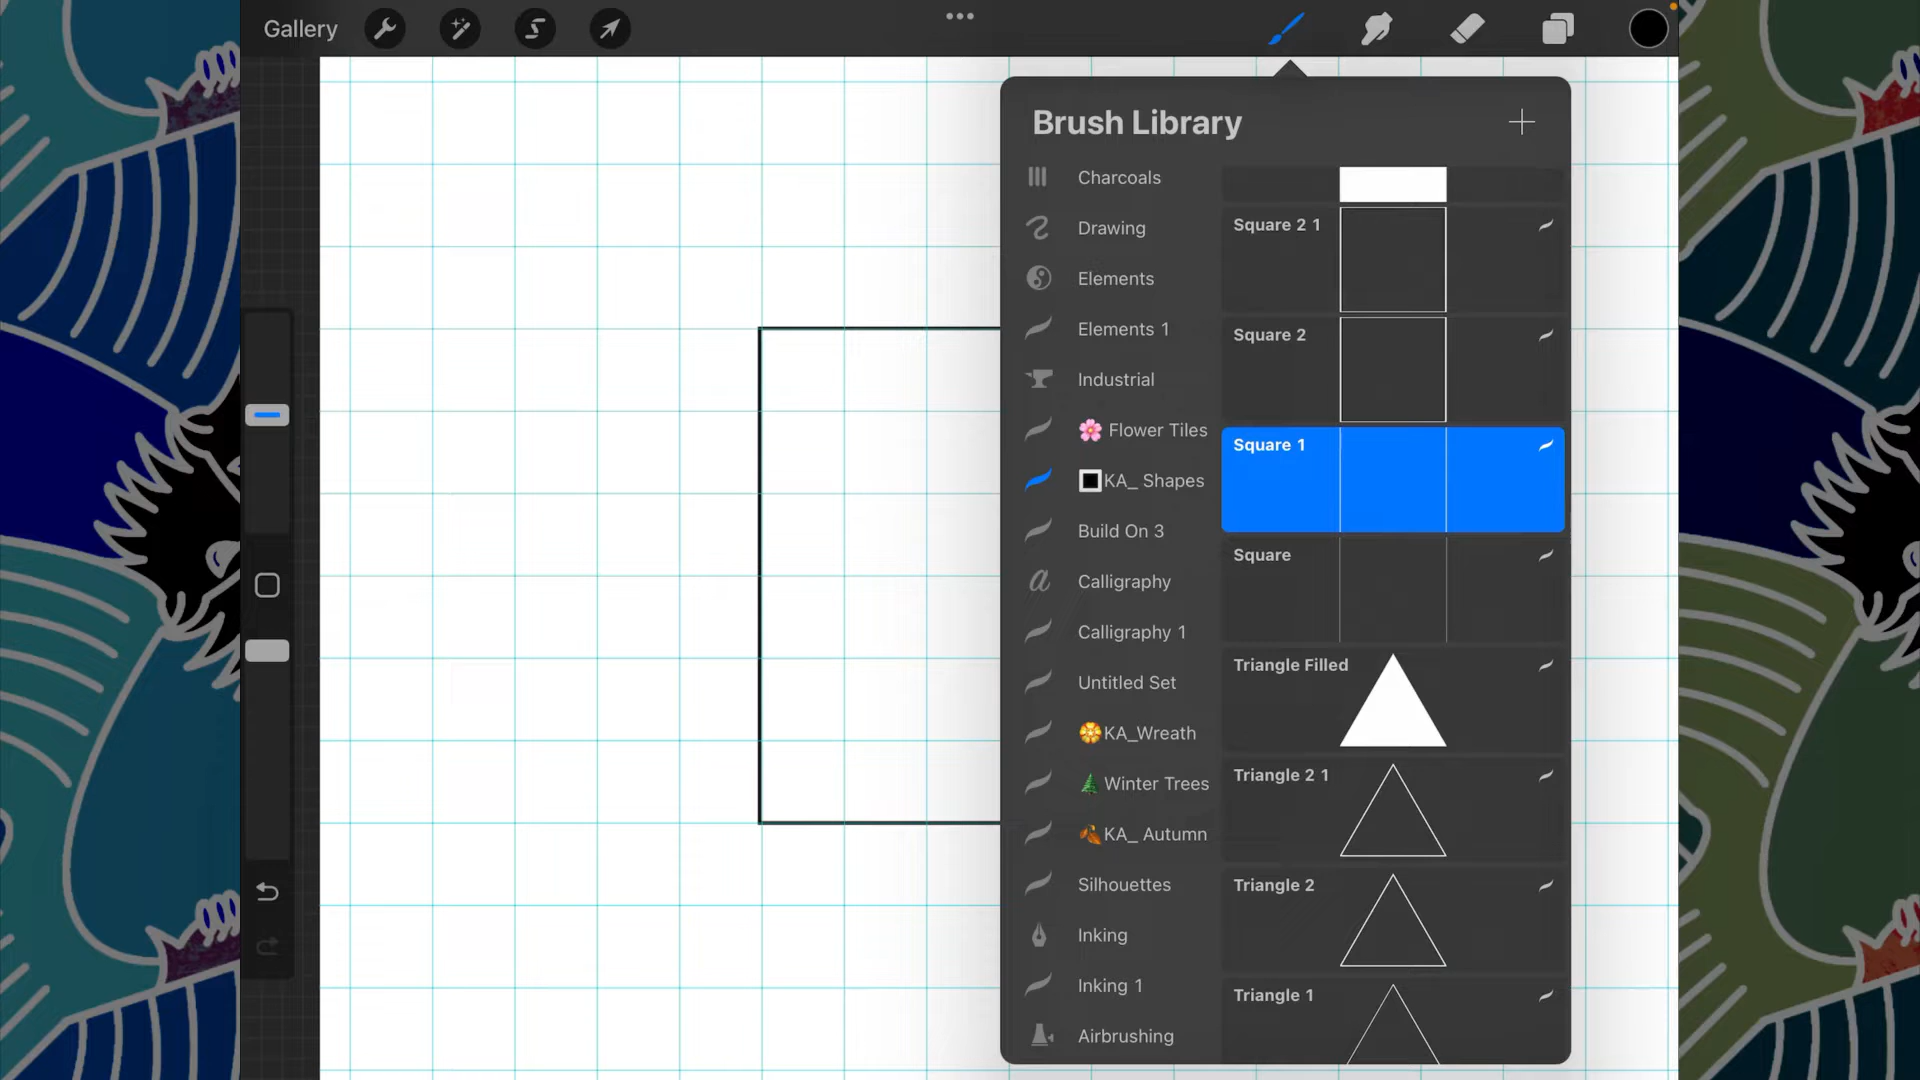 Gallery
Brush Library
Charcoals
Drawing
Elements
Elements 1
Industrial
🌸 Flower Tiles
🔲KA_ Shapes
Build On 3
Calligraphy
Calligraphy 1
Untitled Set
🏵️KA_Wreath
🌲Winter Trees
🍂KA_ Autumn
Silhouettes
Inking
Inking 1
Airbrushing
Square 2 1
Square 2
Square 1
Square
Triangle Filled
Triangle 2 1
Triangle 2
Triangle 1